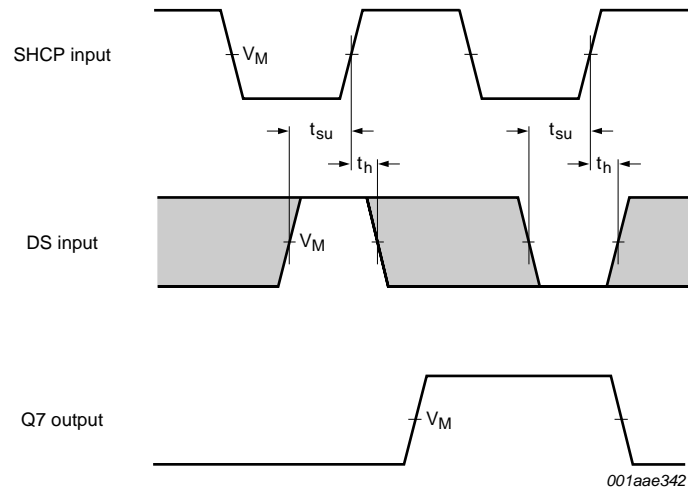 SHCP input
V_M
t_su
t_su
t_h
t_h
DS input
V_M
Q7 output
V_M
001aae342